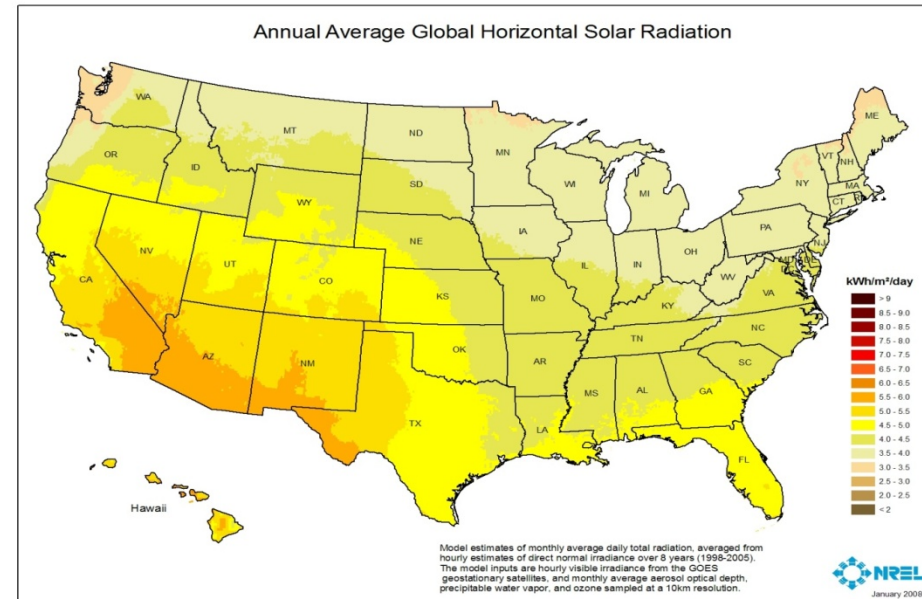 Annual Average Global Horizontal Solar Radiation
WA
MT
ND
MN
ME
OR
ID
WY
SD
WI
MI
VT
NH
NY
MA
CT
RI
IA
NE
PA
NJ
NV
UT
CO
IL
IN
OH
MD
DE
DC
WV
CA
KS
MO
KY
VA
AZ
NM
OK
AR
TN
NC
SC
TX
LA
MS
AL
GA
FL
Hawaii
kWh/m²/day
> 9
8.5 - 9.0
8.0 - 8.5
7.5 - 8.0
7.0 - 7.5
6.5 - 7.0
6.0 - 6.5
5.5 - 6.0
5.0 - 5.5
4.5 - 5.0
4.0 - 4.5
3.5 - 4.0
3.0 - 3.5
2.5 - 3.0
2.0 - 2.5
< 2
Model estimates of monthly average daily total radiation, averaged from
hourly estimates of direct normal irradiance over 8 years (1998-2005).
The model inputs are hourly visible irradiance from the GOES
geostationary satellites, and monthly average aerosol optical depth,
precipitable water vapor, and ozone sampled at a 10km resolution.
NREL
January 2008